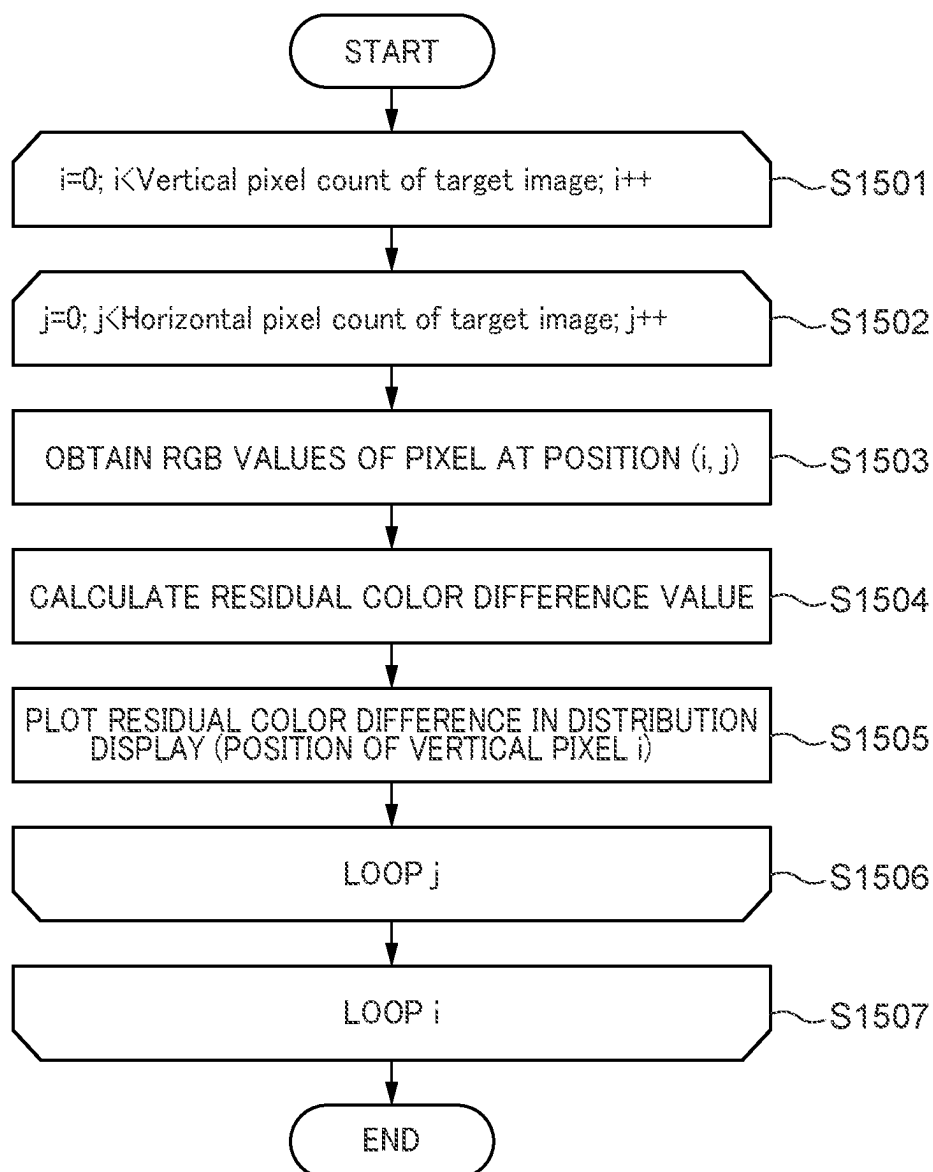 START
i=0; i<Vertical pixel count of target image; i++
S1501
j=0; j<Horizontal pixel count of target image; j++
S1502
OBTAIN RGB VALUES OF PIXEL AT POSITION (i, j)
S1503
CALCULATE RESIDUAL COLOR DIFFERENCE VALUE
S1504
PLOT RESIDUAL COLOR DIFFERENCE IN DISTRIBUTION
DISPLAY (POSITION OF VERTICAL PIXEL i)
S1505
LOOP j
S1506
LOOP i
S1507
END